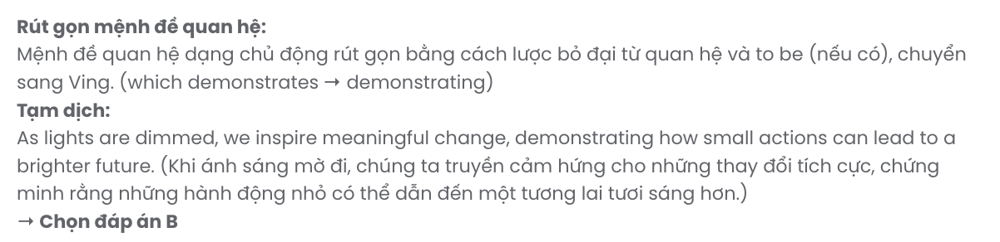 Rút gọn mệnh đề quan hệ:
Mệnh đề quan hệ dạng chủ động rút gọn bằng cách lược bỏ đại từ quan hệ và to be (nếu có), chuyển
sang Ving. (which demonstrates → demonstrating)
Tạm dịch:
As lights are dimmed, we inspire meaningful change, demonstrating how small actions can lead to a
brighter future. (Khi ánh sáng mờ đi, chúng ta truyền cảm hứng cho những thay đổi tích cực, chứng
minh rằng những hành động nhỏ có thể dẫn đến một tương lai tươi sáng hơn.)
→ Chọn đáp án B